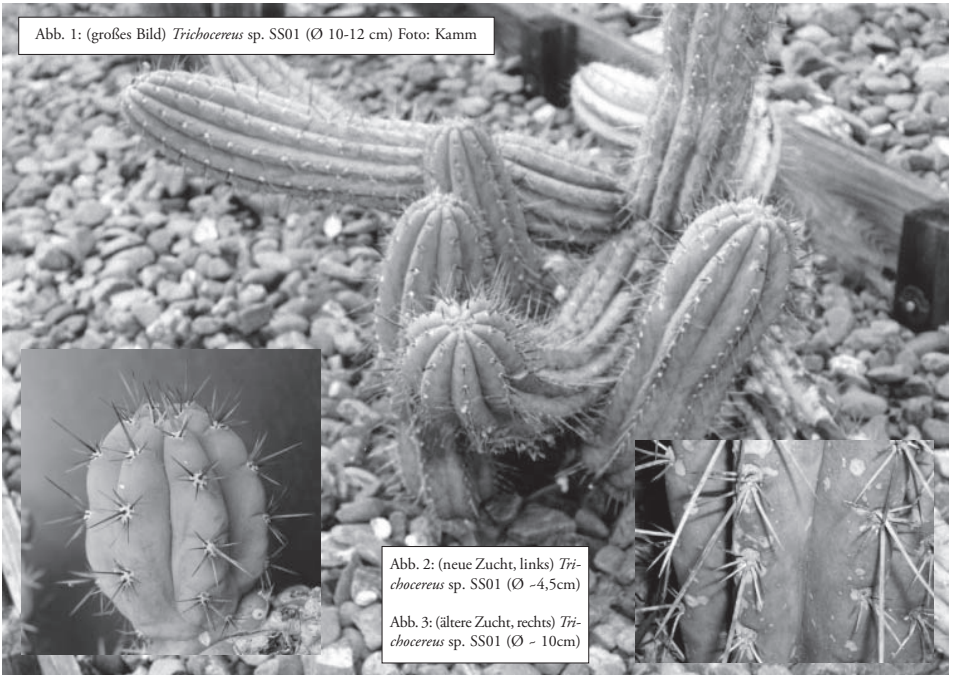 Abb. 1: (großes Bild) Trichocereus sp. SS01 (Ø 10-12 cm) Foto: Kamm
Abb. 2: (neue Zucht, links) Tri-
chocereus sp. SS01 (Ø ~4,5cm)
Abb. 3: (ältere Zucht, rechts) Tri-
chocereus sp. SS01 (Ø ~ 10cm)